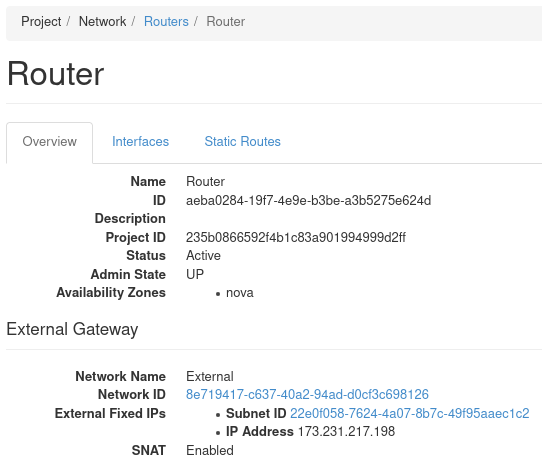 Project / Network / Routers / Router
Router
Overview Interfaces Static Routes
Name Router
ID aeba0284-19f7-4e9e-b3be-a3b5275e624d
Description
Project ID 235b0866592f4b1c83a901994999d2ff
Status Active
Admin State UP
Availability Zones • nova
External Gateway
Network Name External
Network ID 8e719417-c637-40a2-94ad-d0cf3c698126
External Fixed IPs • Subnet ID 22e0f058-7624-4a07-8b7c-49f95aaec1c2
• IP Address 173.231.217.198
SNAT Enabled